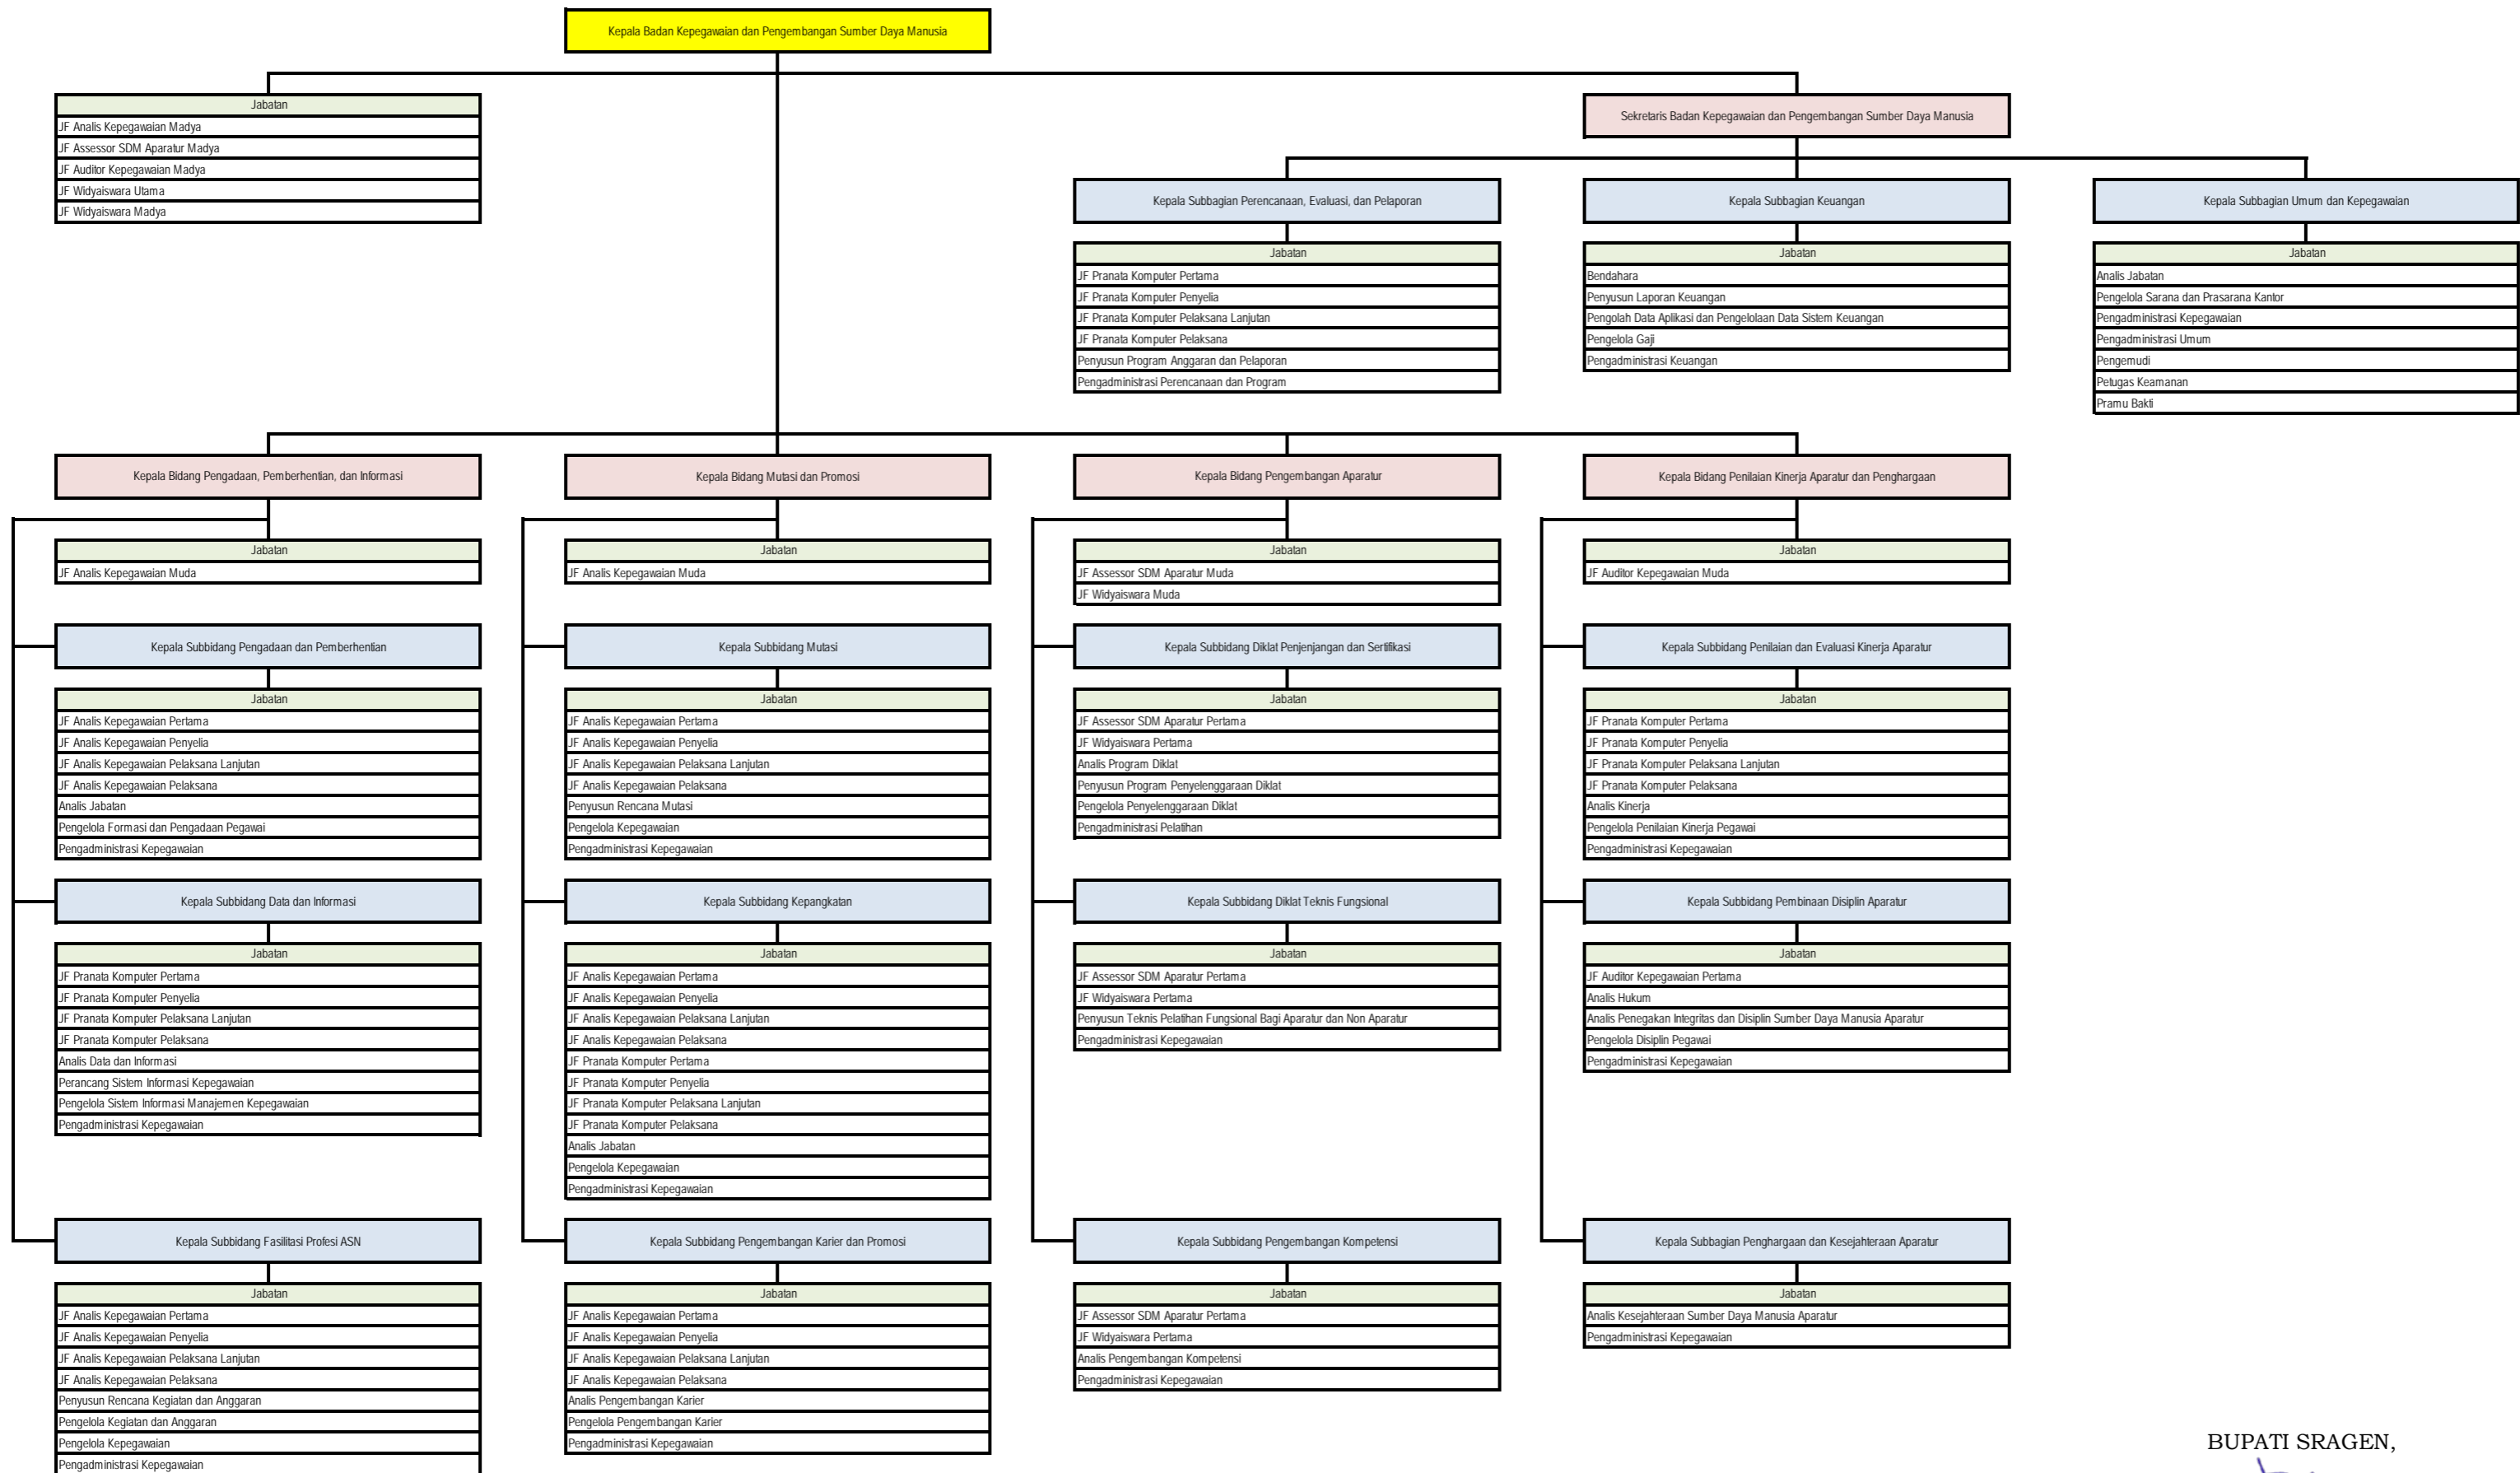 Kepala Badan Kepegawaian dan Pengembangan Sumber Daya Manusia
Jabatan
JF Analis Kepegawaian Madya
JF Assessor SDM Aparatur Madya
JF Auditor Kepegawaian Madya
JF Widyaiswara Utama
JF Widyaiswara Madya
Sekretaris Badan Kepegawaian dan Pengembangan Sumber Daya Manusia
Kepala Subbagian Perencanaan, Evaluasi, dan Pelaporan
Jabatan
JF Pranata Komputer Pertama
JF Pranata Komputer Penyelia
JF Pranata Komputer Pelaksana Lanjutan
JF Pranata Komputer Pelaksana
Penyusun Program Anggaran dan Pelaporan
Pengadministrasi Perencanaan dan Program
Kepala Subbagian Keuangan
Jabatan
Bendahara
Penyusun Laporan Keuangan
Pengolah Data Aplikasi dan Pengelolaan Data Sistem Keuangan
Pengelola Gaji
Pengadministrasi Keuangan
Kepala Subbagian Umum dan Kepegawaian
Jabatan
Analis Jabatan
Pengelola Sarana dan Prasarana Kantor
Pengadministrasi Kepegawaian
Pengadministrasi Umum
Pengemudi
Petugas Keamanan
Pramu Bakti
Kepala Bidang Pengadaan, Pemberhentian, dan Informasi
Jabatan
JF Analis Kepegawaian Muda
Kepala Subbidang Pengadaan dan Pemberhentian
Jabatan
JF Analis Kepegawaian Pertama
JF Analis Kepegawaian Penyelia
JF Analis Kepegawaian Pelaksana Lanjutan
JF Analis Kepegawaian Pelaksana
Analis Jabatan
Pengelola Formasi dan Pengadaan Pegawai
Pengadministrasi Kepegawaian
Kepala Subbidang Data dan Informasi
Jabatan
JF Pranata Komputer Pertama
JF Pranata Komputer Penyelia
JF Pranata Komputer Pelaksana Lanjutan
JF Pranata Komputer Pelaksana
Analis Data dan Informasi
Perancang Sistem Informasi Kepegawaian
Pengelola Sistem Informasi Manajemen Kepegawaian
Pengadministrasi Kepegawaian
Kepala Subbidang Fasilitasi Profesi ASN
Jabatan
JF Analis Kepegawaian Pertama
JF Analis Kepegawaian Penyelia
JF Analis Kepegawaian Pelaksana Lanjutan
JF Analis Kepegawaian Pelaksana
Penyusun Rencana Kegiatan dan Anggaran
Pengelola Kegiatan dan Anggaran
Pengelola Kepegawaian
Pengadministrasi Kepegawaian
Kepala Bidang Mutasi dan Promosi
Jabatan
JF Analis Kepegawaian Muda
Kepala Subbidang Mutasi
Jabatan
JF Analis Kepegawaian Pertama
JF Analis Kepegawaian Penyelia
JF Analis Kepegawaian Pelaksana Lanjutan
JF Analis Kepegawaian Pelaksana
Penyusun Rencana Mutasi
Pengelola Kepegawaian
Pengadministrasi Kepegawaian
Kepala Subbidang Kepangkatan
Jabatan
JF Analis Kepegawaian Pertama
JF Analis Kepegawaian Penyelia
JF Analis Kepegawaian Pelaksana Lanjutan
JF Analis Kepegawaian Pelaksana
JF Pranata Komputer Pertama
JF Pranata Komputer Penyelia
JF Pranata Komputer Pelaksana Lanjutan
JF Pranata Komputer Pelaksana
Analis Jabatan
Pengelola Kepegawaian
Pengadministrasi Kepegawaian
Kepala Subbidang Pengembangan Karier dan Promosi
Jabatan
JF Analis Kepegawaian Pertama
JF Analis Kepegawaian Penyelia
JF Analis Kepegawaian Pelaksana Lanjutan
JF Analis Kepegawaian Pelaksana
Analis Pengembangan Karier
Pengelola Pengembangan Karier
Pengadministrasi Kepegawaian
Kepala Bidang Pengembangan Aparatur
Jabatan
JF Assessor SDM Aparatur Muda
JF Widyaiswara Muda
Kepala Subbidang Diklat Penjenjangan dan Sertifikasi
Jabatan
JF Assessor SDM Aparatur Pertama
JF Widyaiswara Pertama
Analis Program Diklat
Penyusun Program Penyelenggaraan Diklat
Pengelola Penyelenggaraan Diklat
Pengadministrasi Pelatihan
Kepala Subbidang Diklat Teknis Fungsional
Jabatan
JF Assessor SDM Aparatur Pertama
JF Widyaiswara Pertama
Penyusun Teknis Pelatihan Fungsional Bagi Aparatur dan Non Aparatur
Pengadministrasi Kepegawaian
Kepala Subbidang Pengembangan Kompetensi
Jabatan
JF Assessor SDM Aparatur Pertama
JF Widyaiswara Pertama
Analis Pengembangan Kompetensi
Pengadministrasi Kepegawaian
Kepala Bidang Penilaian Kinerja Aparatur dan Penghargaan
Jabatan
JF Auditor Kepegawaian Muda
Kepala Subbidang Penilaian dan Evaluasi Kinerja Aparatur
Jabatan
JF Pranata Komputer Pertama
JF Pranata Komputer Penyelia
JF Pranata Komputer Pelaksana Lanjutan
JF Pranata Komputer Pelaksana
Analis Kinerja
Pengelola Penilaian Kinerja Pegawai
Pengadministrasi Kepegawaian
Kepala Subbidang Pembinaan Disiplin Aparatur
Jabatan
JF Auditor Kepegawaian Pertama
Analis Hukum
Analis Penegakan Integritas dan Disiplin Sumber Daya Manusia Aparatur
Pengelola Disiplin Pegawai
Pengadministrasi Kepegawaian
Kepala Subbagian Penghargaan dan Kesejahteraan Aparatur
Jabatan
Analis Kesejahteraan Sumber Daya Manusia Aparatur
Pengadministrasi Kepegawaian
BUPATI SRAGEN,